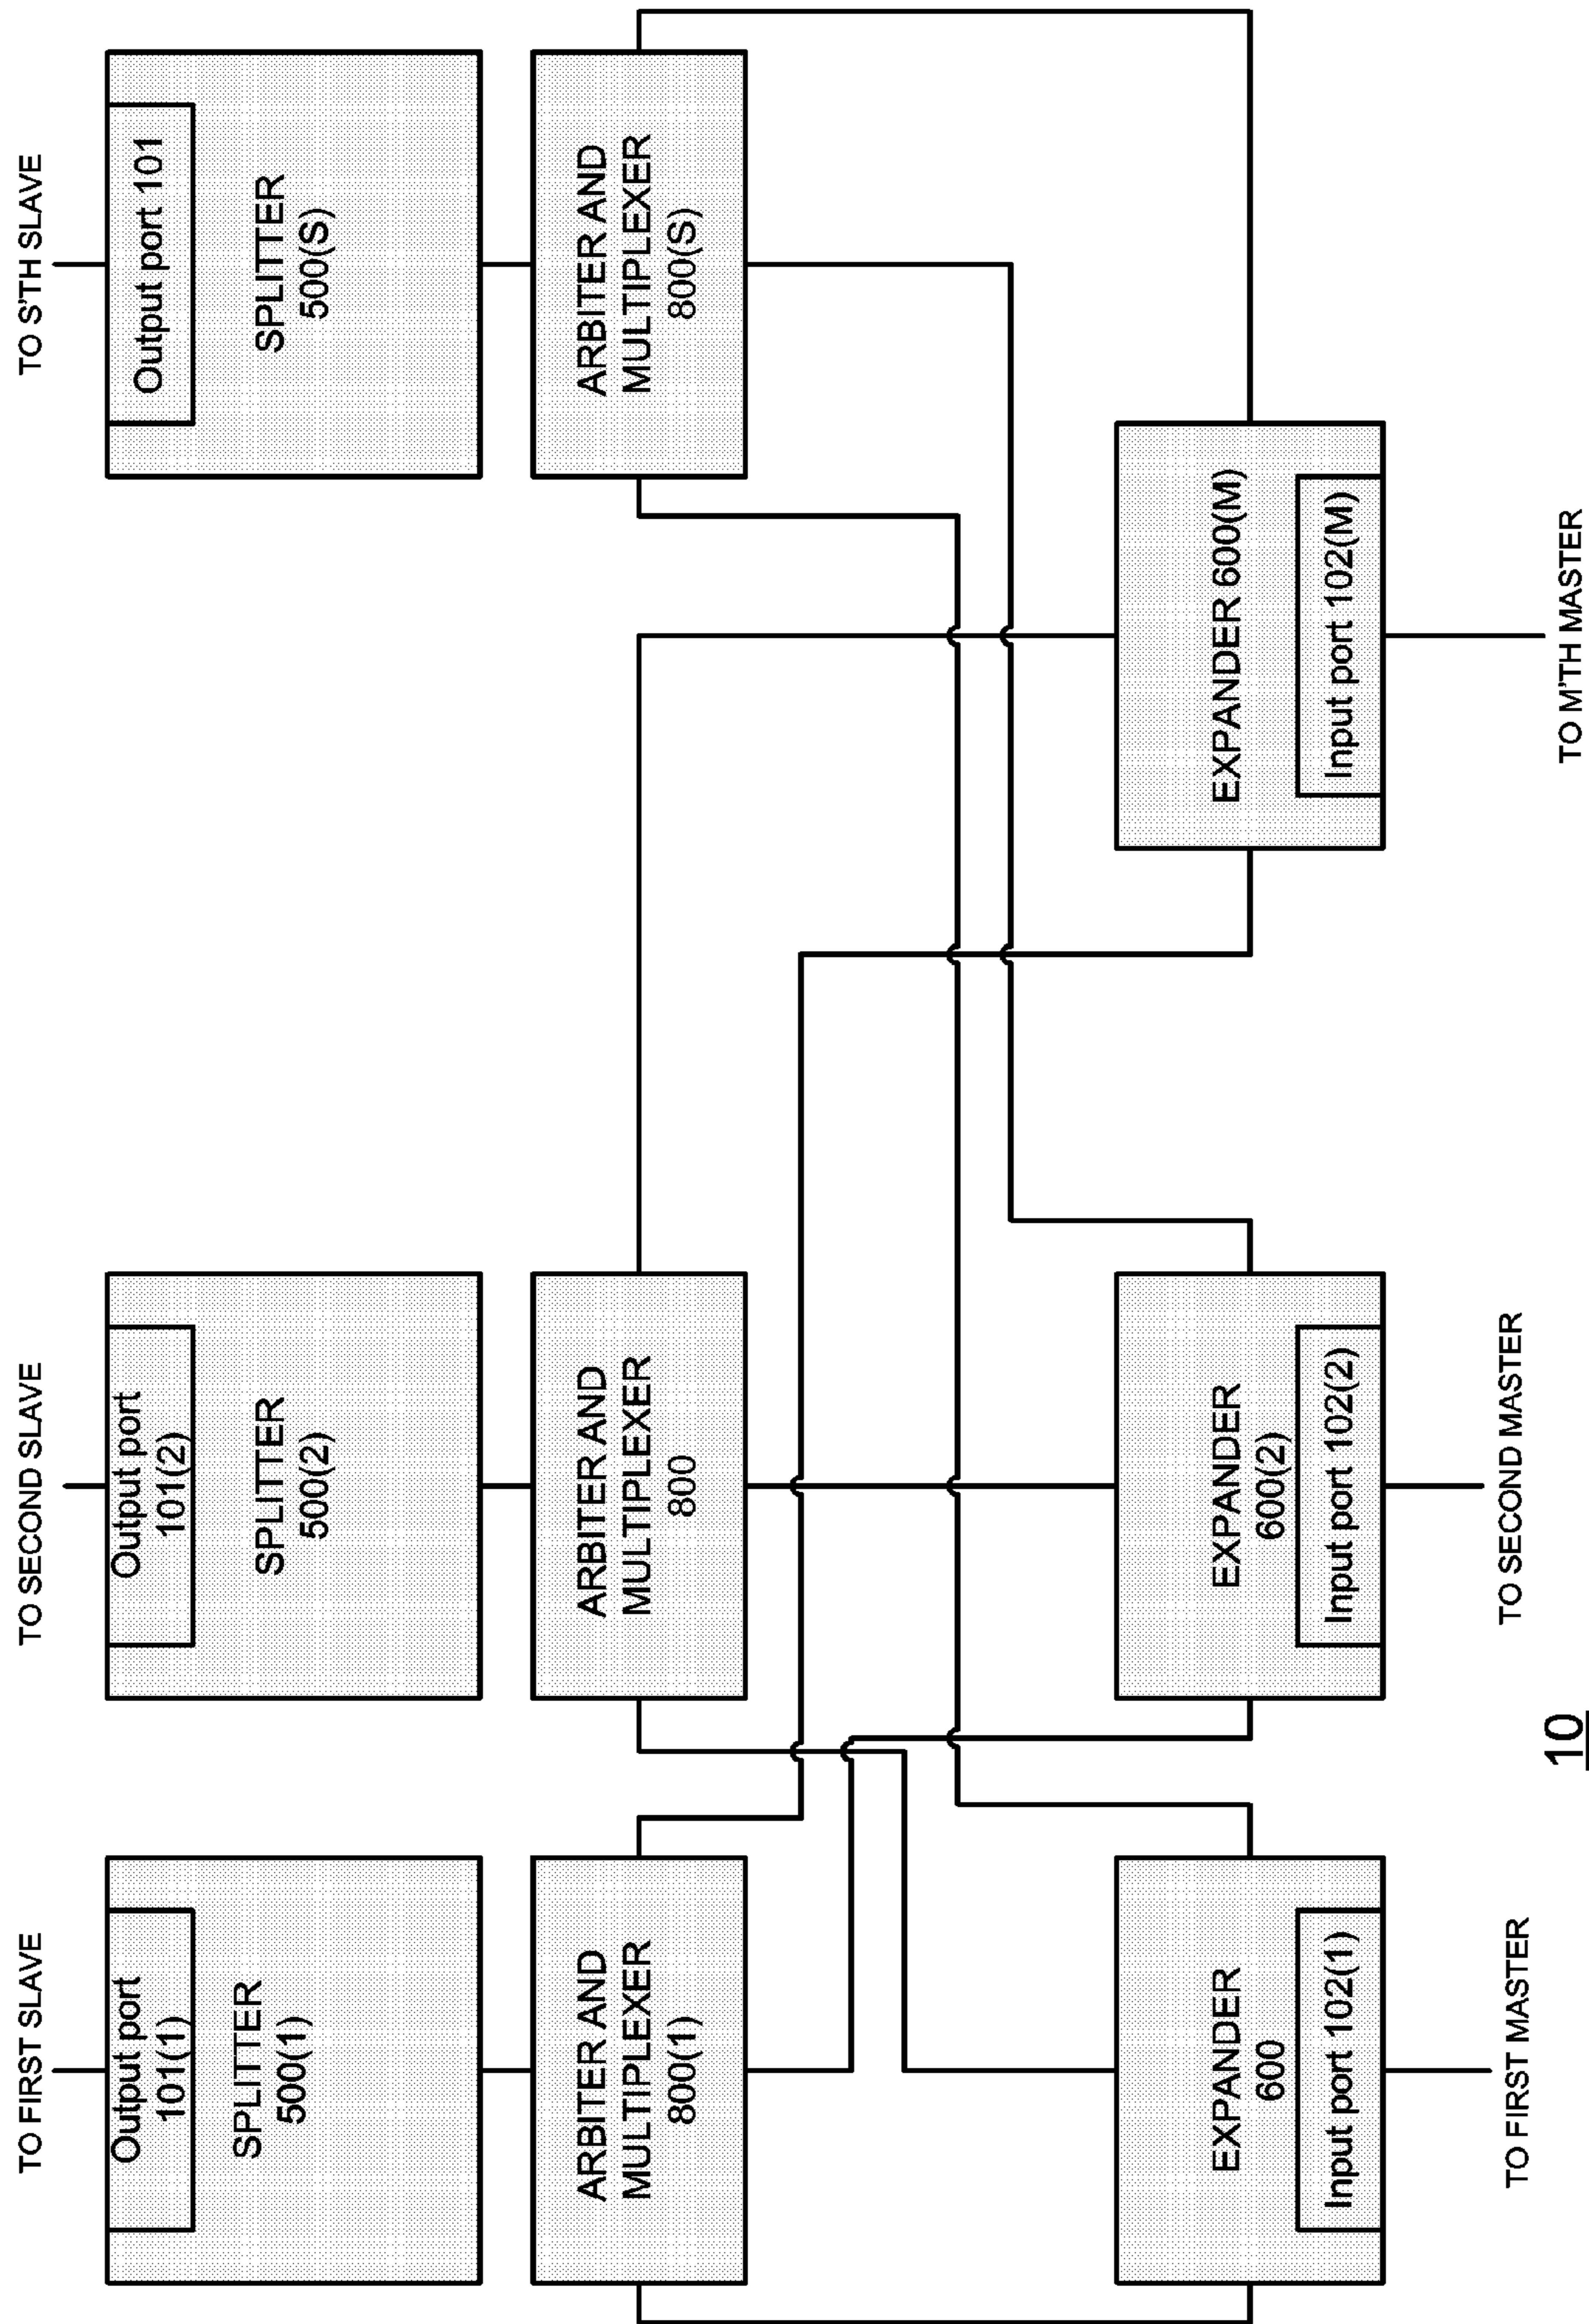 TO FIRST SLAVE
TO SECOND SLAVE
TO S'TH SLAVE
Output port
101(1)
SPLITTER
500(1)
Output port
101(2)
SPLITTER
500(2)
Output port 101
SPLITTER
500(S)
ARBITER AND
MULTIPLEXER
800(1)
ARBITER AND
MULTIPLEXER
800
ARBITER AND
MULTIPLEXER
800(S)
EXPANDER
600
Input port 102(1)
EXPANDER
600(2)
Input port 102(2)
EXPANDER 600(M)
Input port 102(M)
TO FIRST MASTER
TO SECOND MASTER
TO M'TH MASTER
10